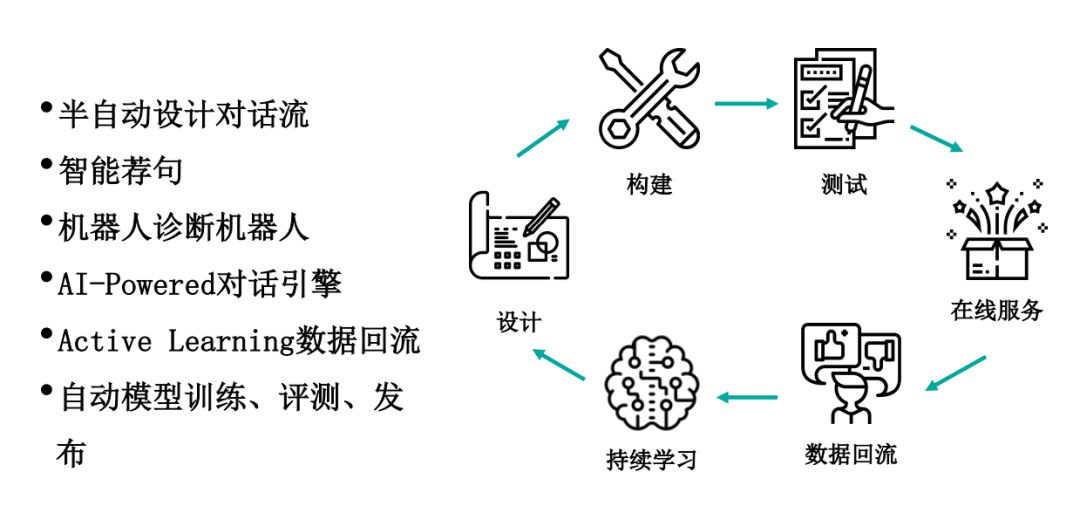 •半自动设计对话流
•智能荐句
•机器人诊断机器人
•AI-Powered对话引擎
•Active Learning数据回流
•自动模型训练、评测、发
布
构建
测试
在线服务
数据回流
持续学习
设计